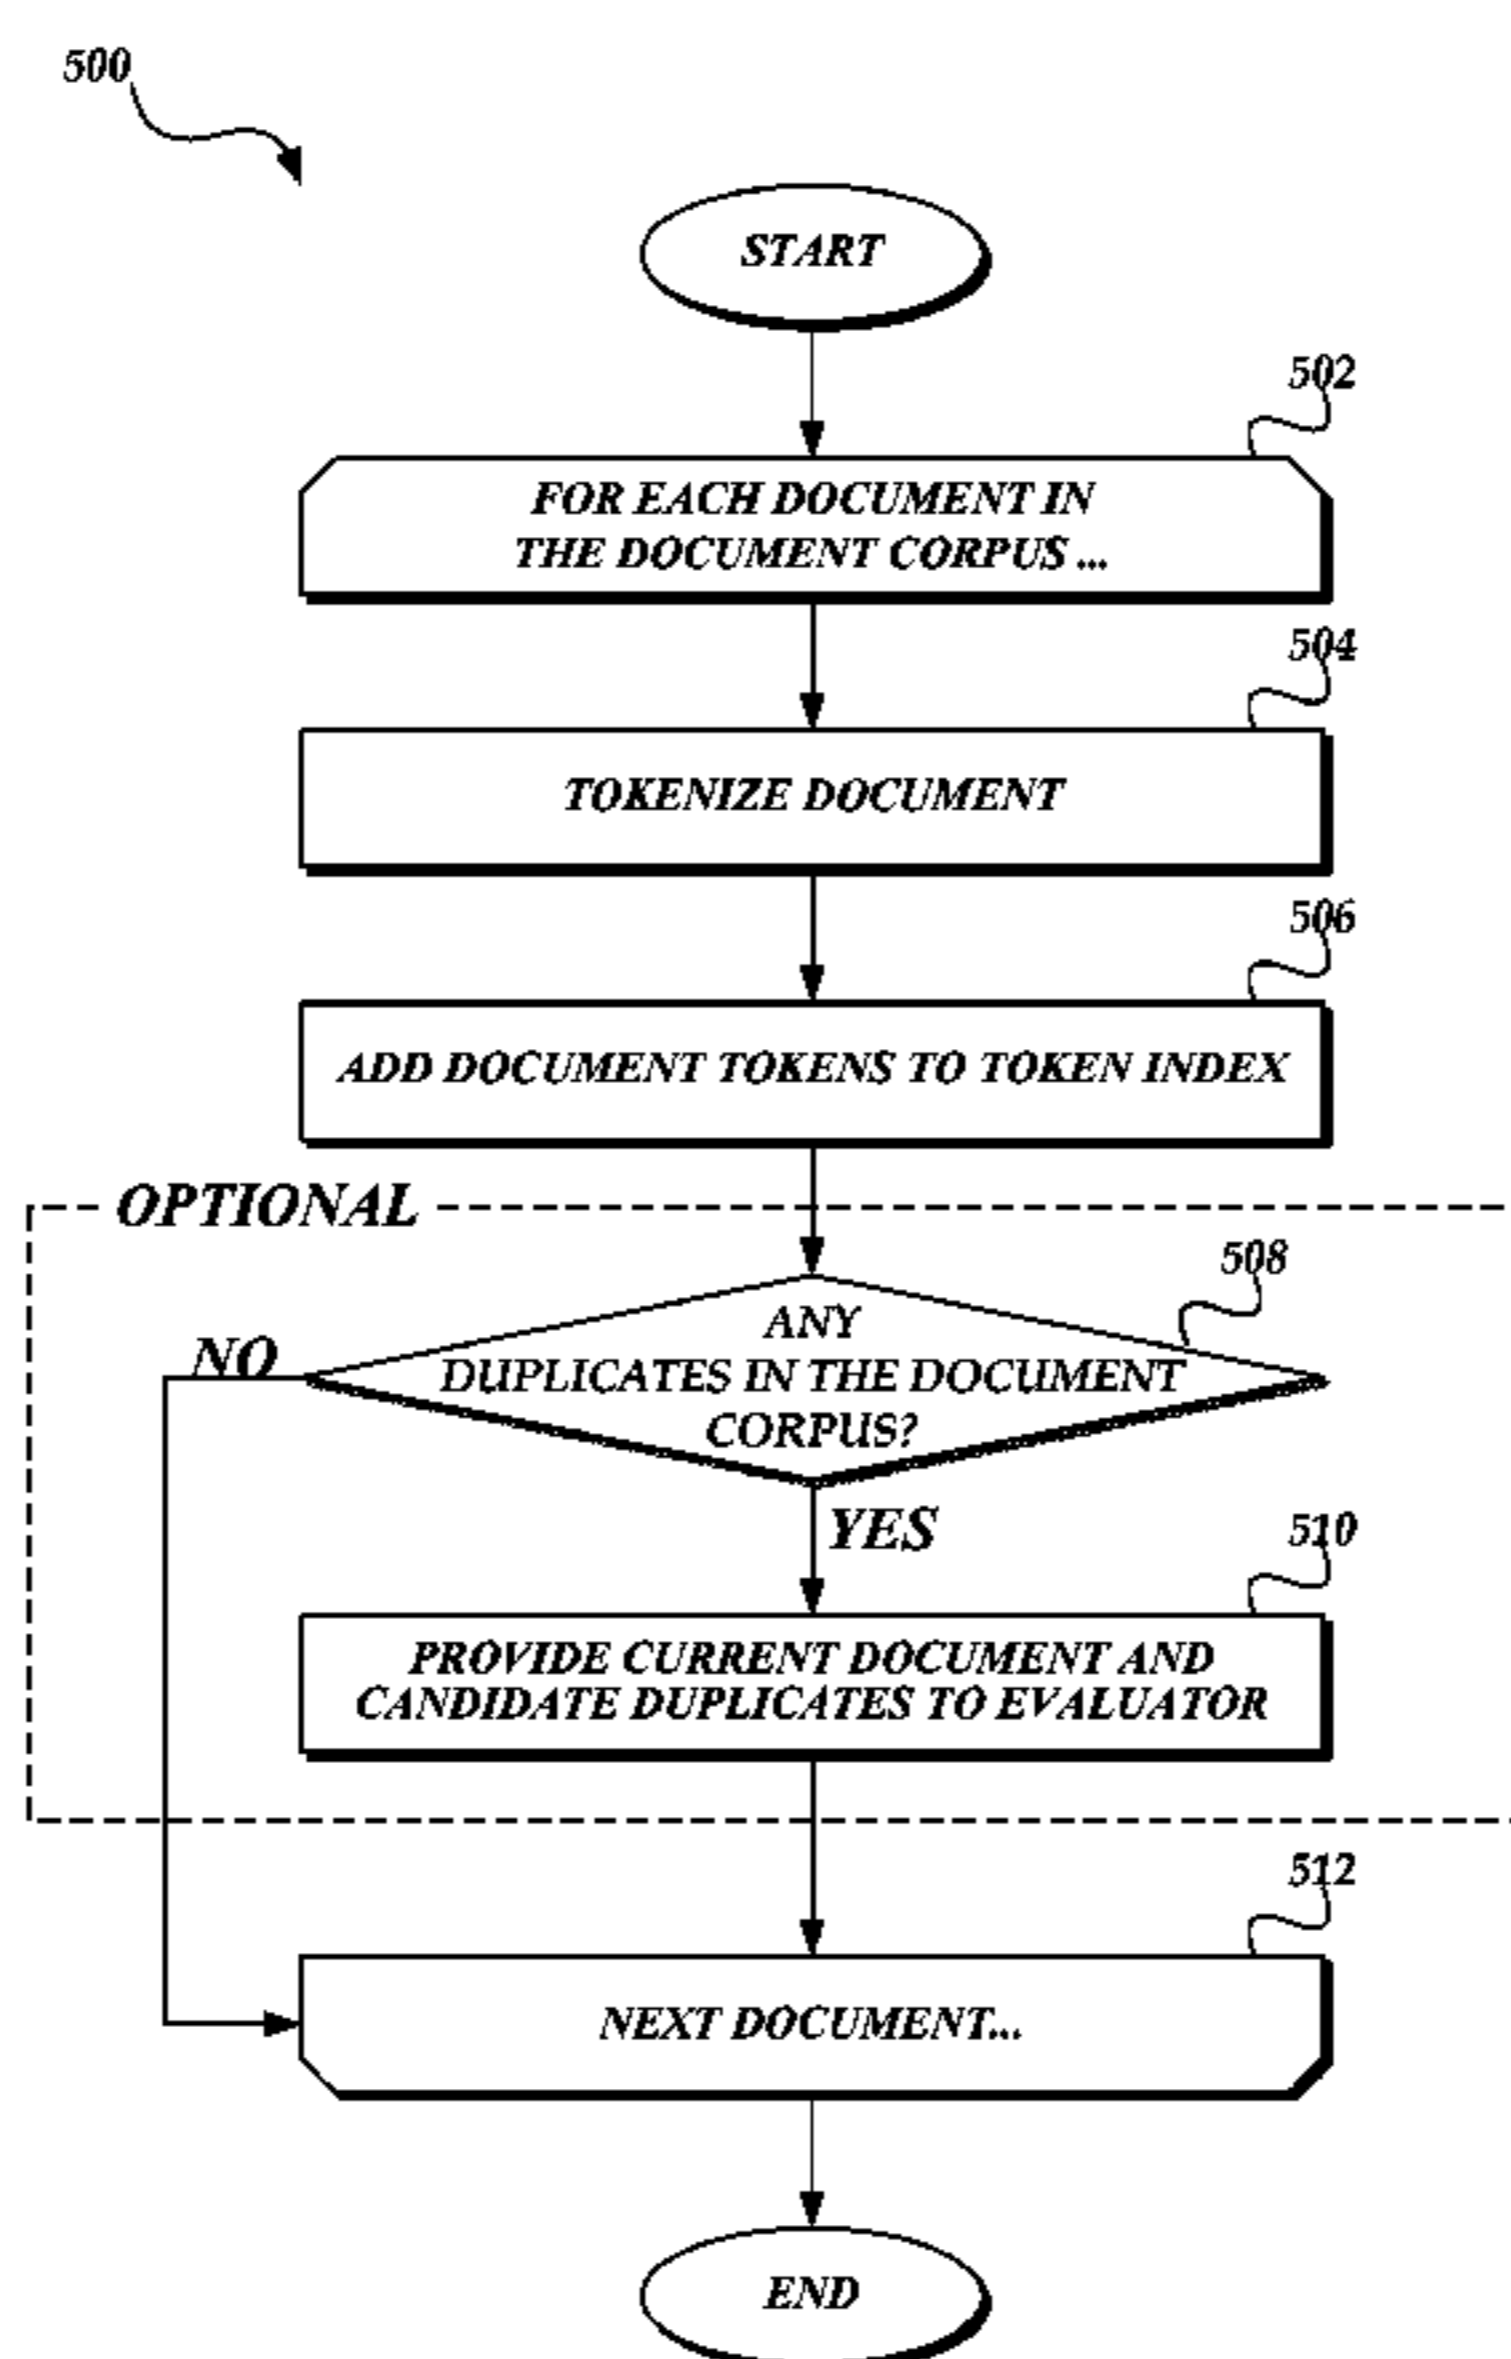 500
START
502
FOR EACH DOCUMENT IN
THE DOCUMENT CORPUS ...
504
TOKENIZE DOCUMENT
506
ADD DOCUMENT TOKENS TO TOKEN INDEX
OPTIONAL
508
ANY
DUPLICATES IN THE DOCUMENT
CORPUS?
NO
YES
510
PROVIDE CURRENT DOCUMENT AND
CANDIDATE DUPLICATES TO EVALUATOR
512
NEXT DOCUMENT...
END